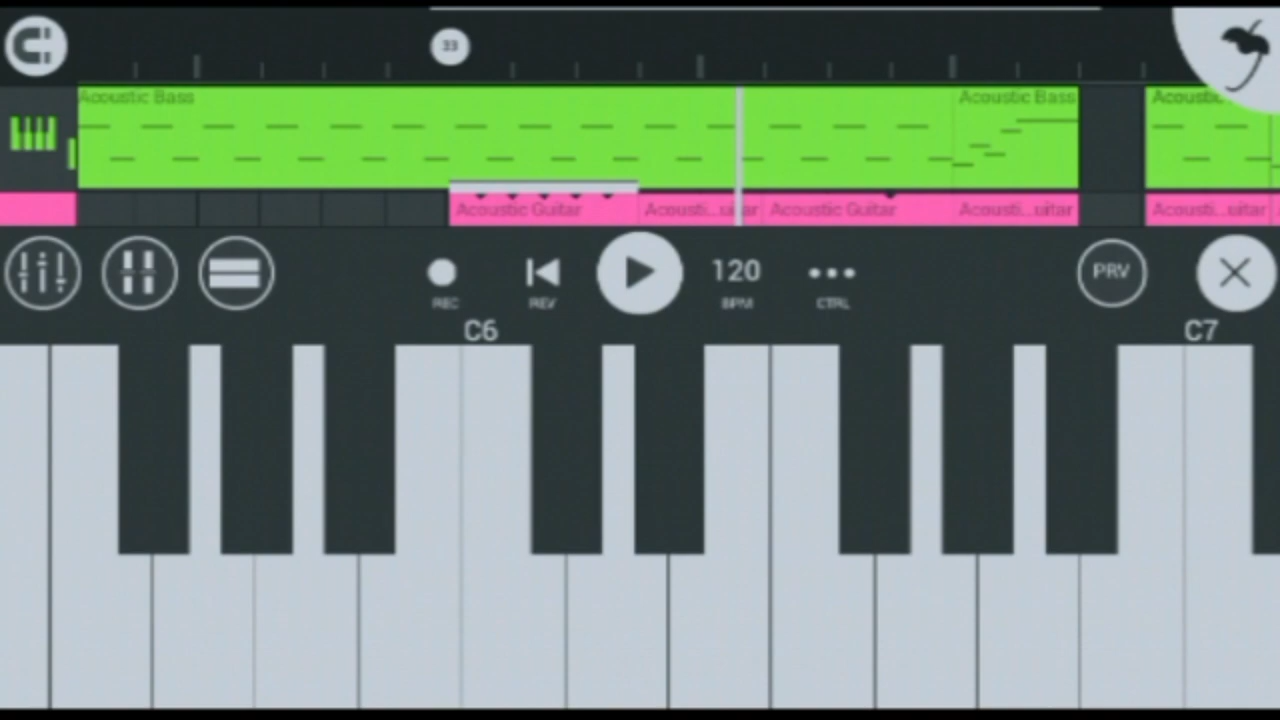 33
Acoustic Bass
Acoustic Bass
Acoustic
Acoustic Guitar
Acousti...uitar
Acoustic Guitar
Acousti...uitar
Acousti...uitar
REC
REV
120
BPM
CTRL
PRV
C6
C7